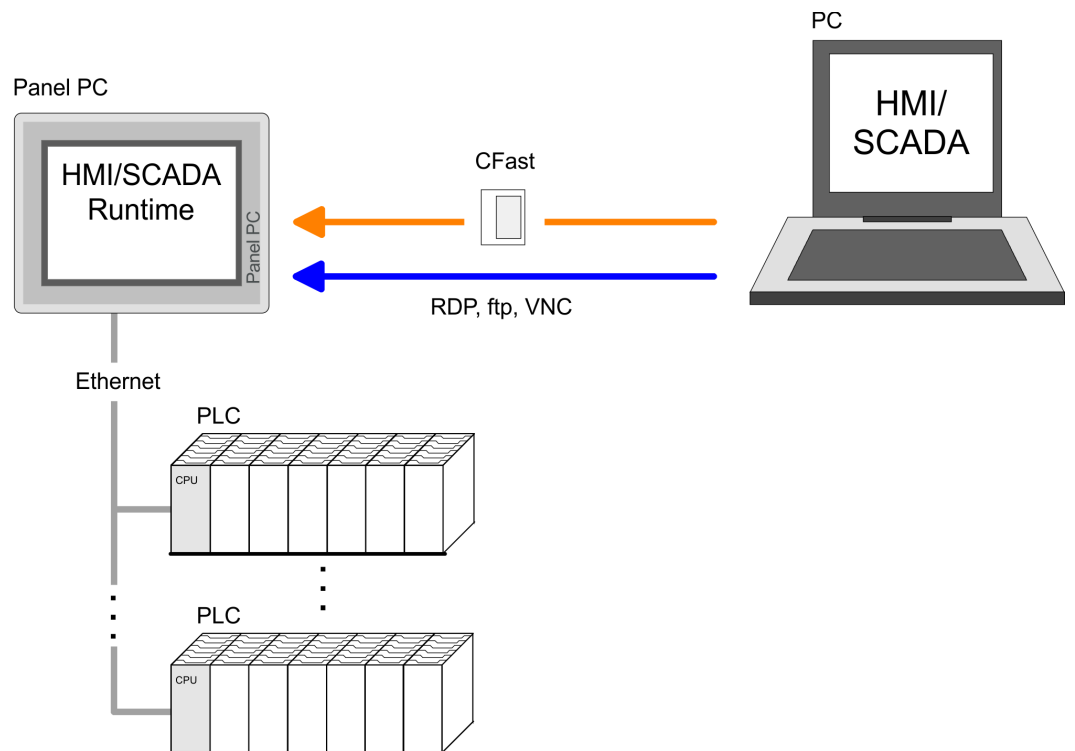 PC
Panel PC
HMI/
SCADA
HMI/SCADA
Runtime
Panel PC
CFast
RDP, ftp, VNC
Ethernet
PLC
CPU
PLC
CPU